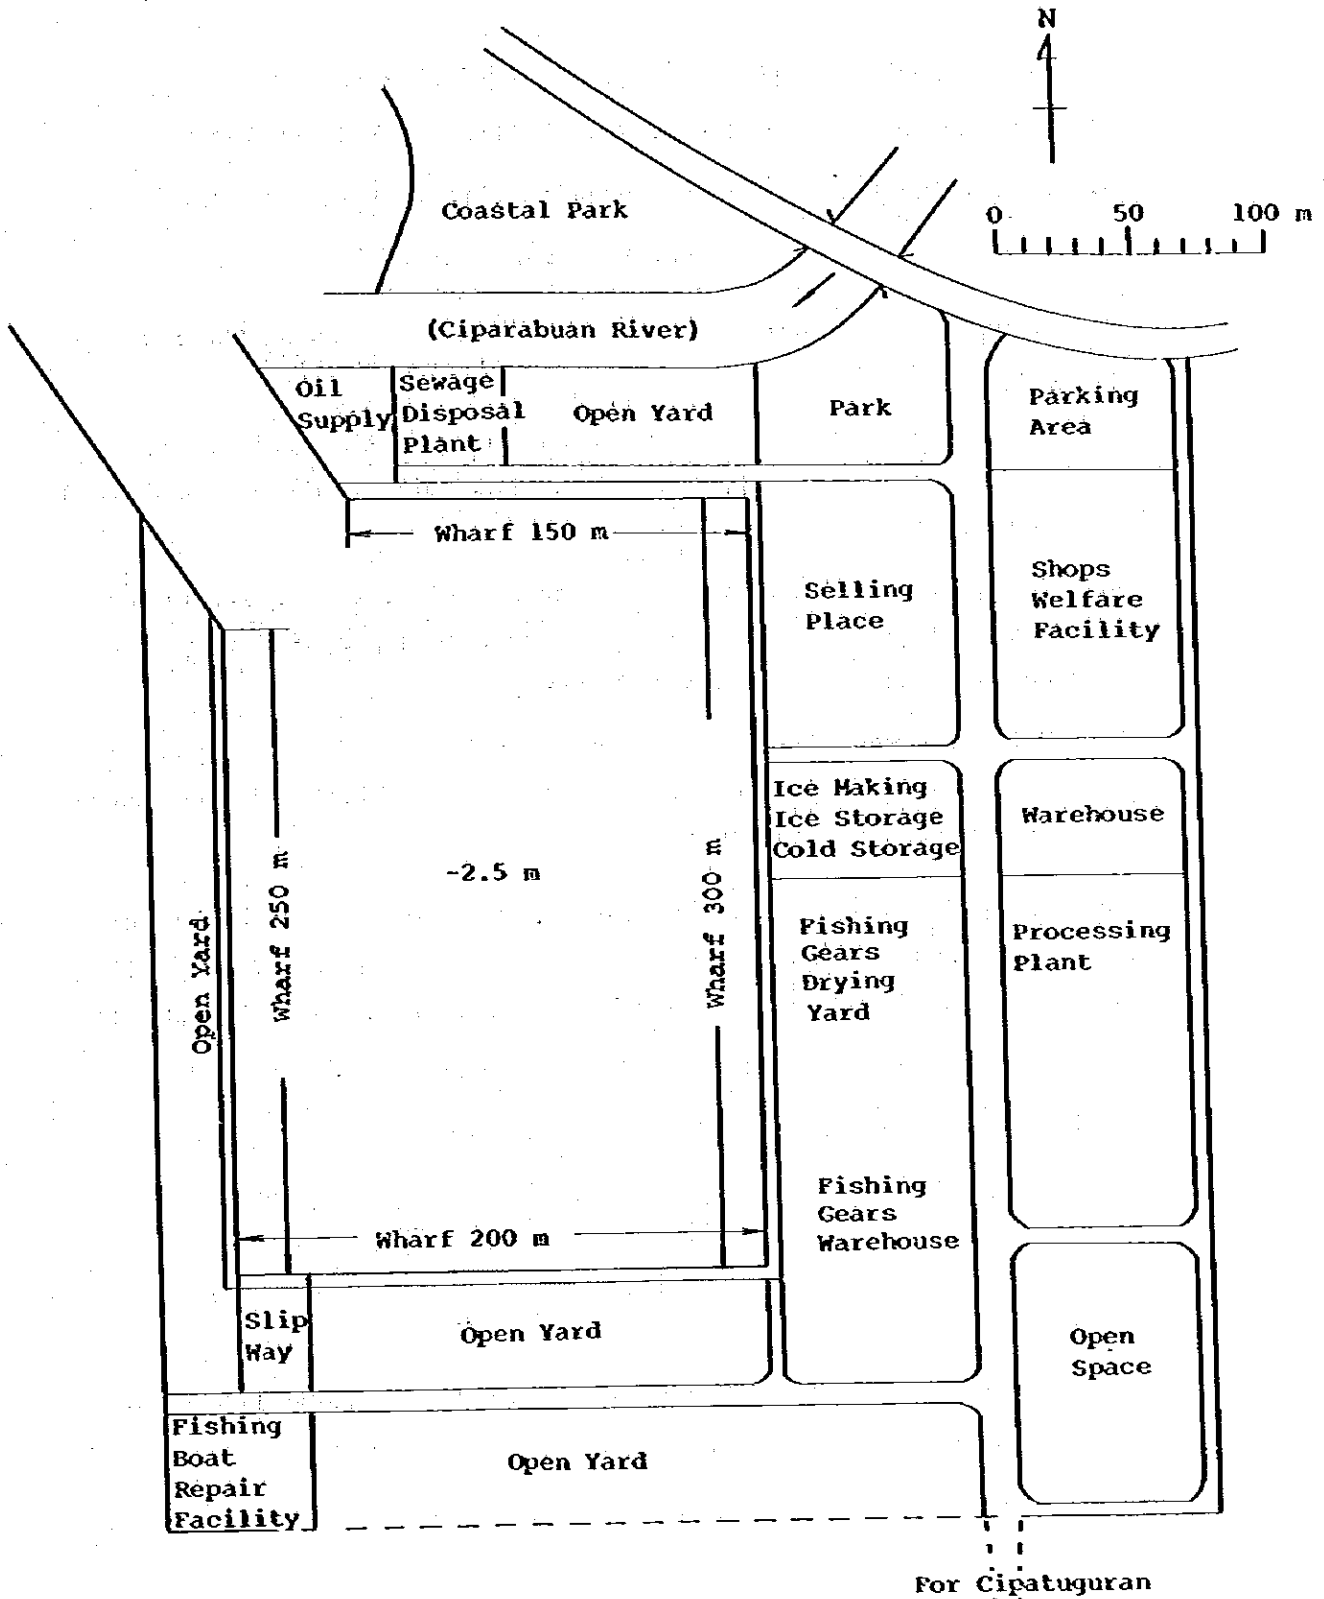 N
0 50 100 m
Coastal Park
(Ciparabuan River)
Oil
Supply
Sewage
Disposal
Plant
Open Yard
Park
Parking
Area
Wharf 150 m
Selling
Place
Shops
Welfare
Facility
Ice Making
Ice Storage
Cold Storage
Warehouse
-2.5 m
Wharf 250 m
Wharf 300 m
Open Yard
Fishing
Gears
Drying
Yard
Processing
Plant
Fishing
Gears
Warehouse
Wharf 200 m
Slip
Way
Open Yard
Open
Space
Fishing
Boat
Repair
Facility
Open Yard
For Cipatuguran